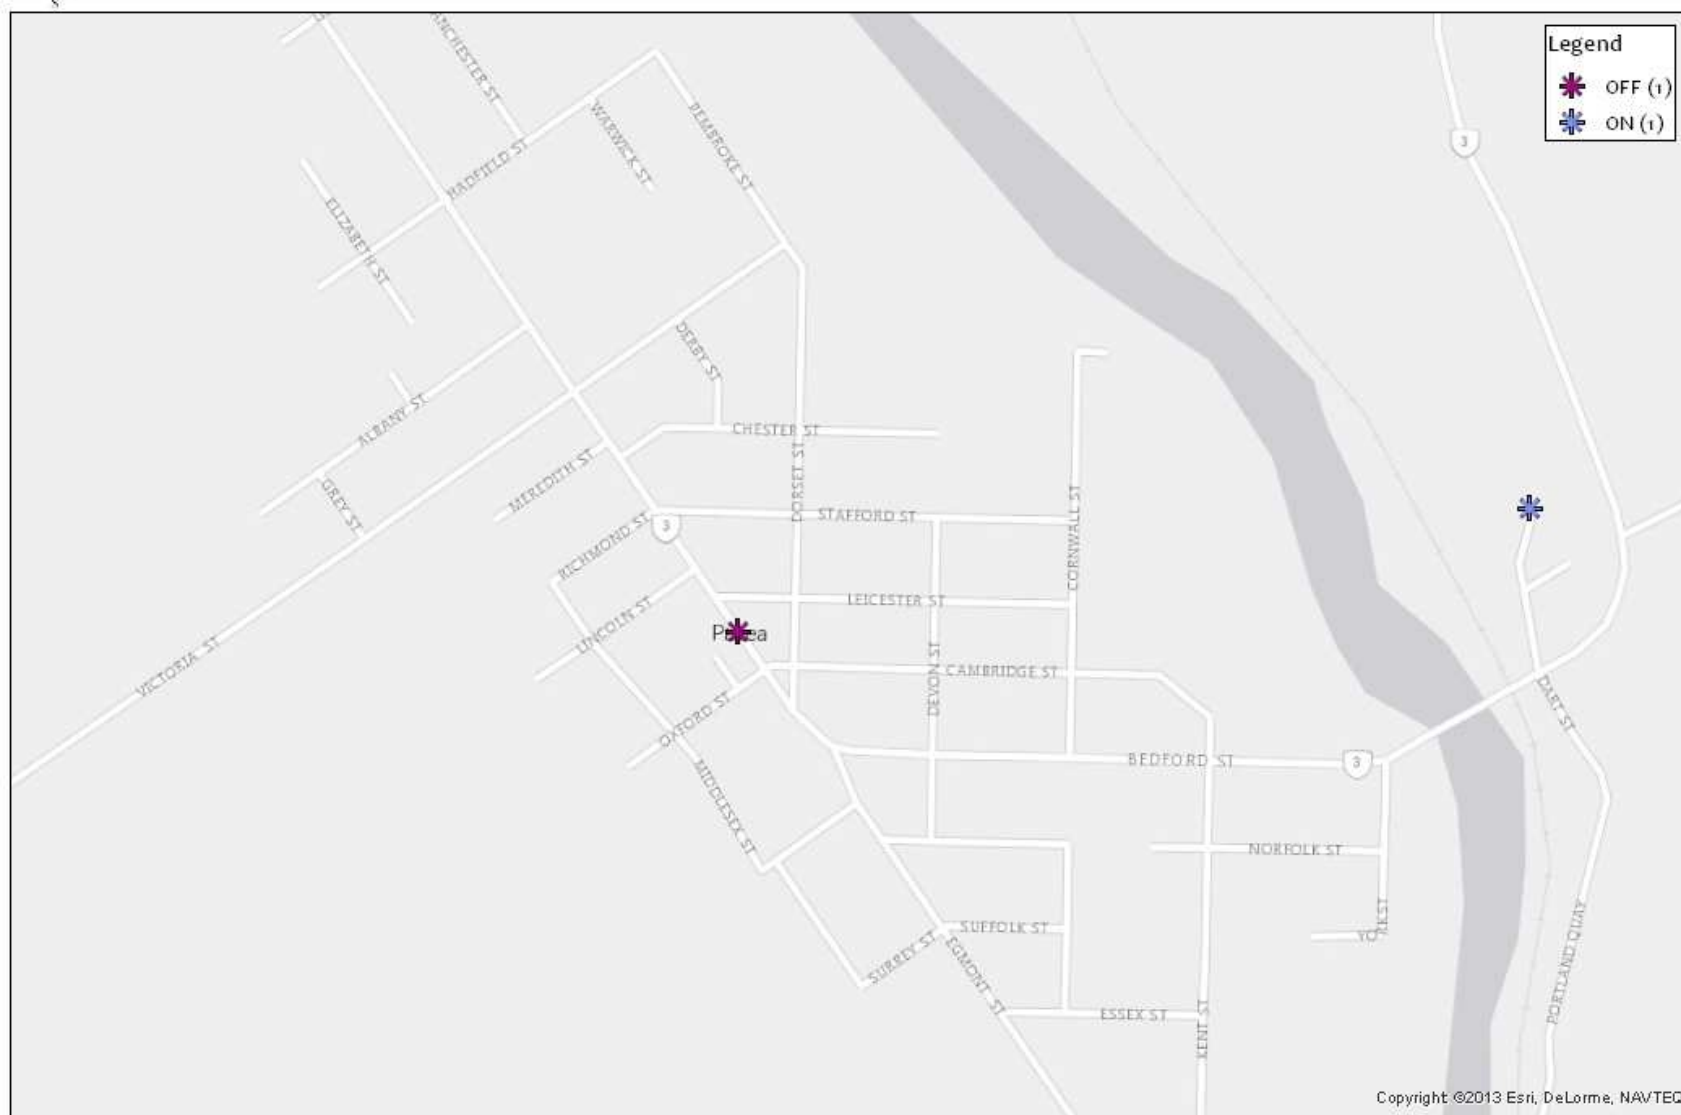 Legend
OFF (1)
ON (1)
WARWICK ST
PEMBROKE ST
HADFIELD ST
3
ELIZABETH ST
DERBY ST
ALBANY ST
CHESTER ST
MEREDITH ST
DORSET ST
GREY ST
STAFFORD ST
CORNWALL ST
RICHMOND ST
3
LEICESTER ST
LINCOLN ST
VICTORIA ST
DEVON ST
CAMBRIDGE ST
OXFORD ST
DART ST
MIDDLESEX ST
BEDFORD ST
3
NORFOLK ST
SUFFOLK ST
YORK ST
SURREY ST
EGMONT ST
PORTLAND QUAY
ESSEX ST
KENT ST
Copyright ©2013 Esri, DeLorme, NAVTEQ